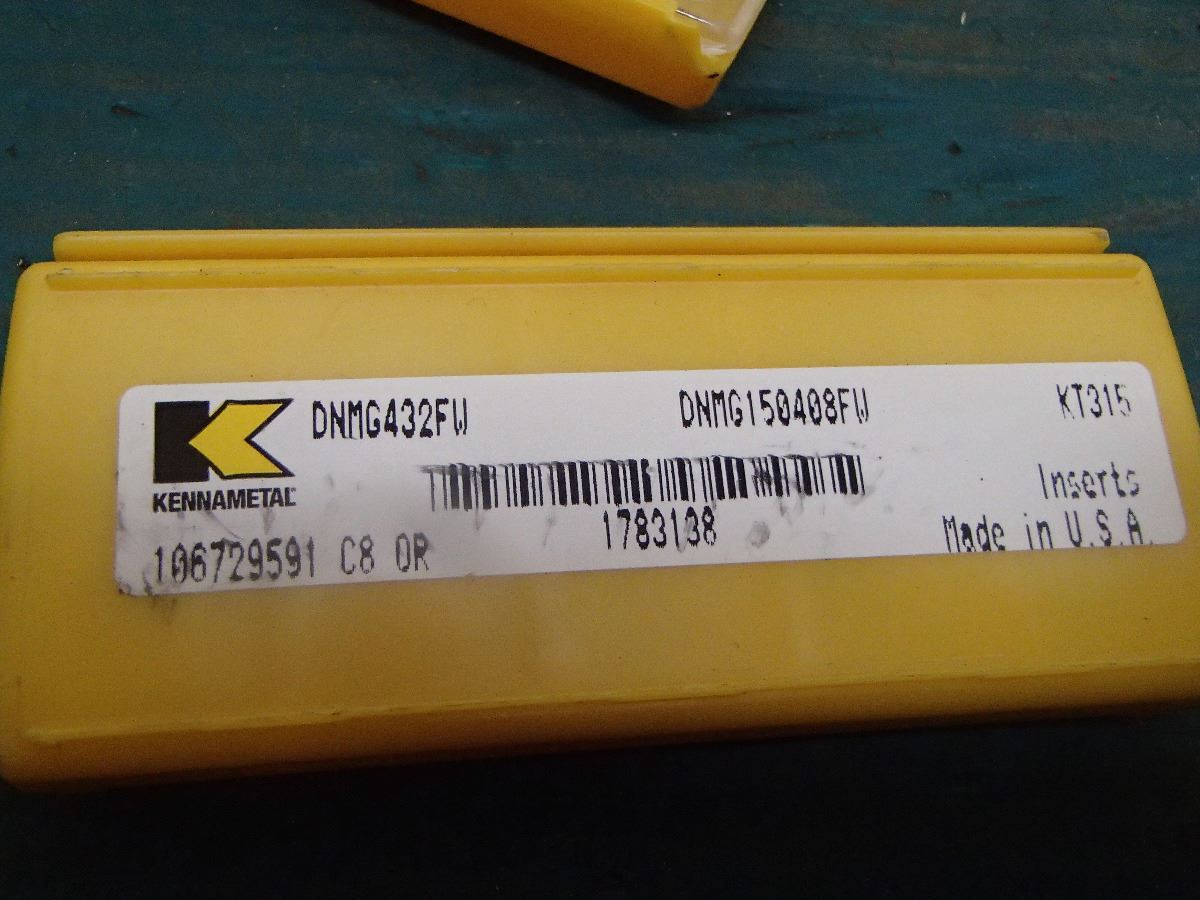 DNMG432FW DNMG150408FW KT315
KENNAMETAL
Inserts
1783138
106729591 C8 OR
Made in U.S.A.